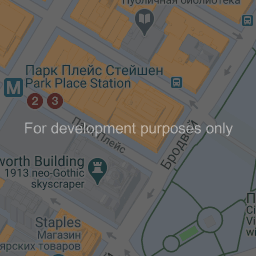 Публичная библиотека
Парк Плейс Стейшен
Park Place Station
M
2 3
For development purposes only
Парк Плейс
Бродвей
worth Building
1913 neo-Gothic
skyscraper
Staples
Магазин
ярских товаров